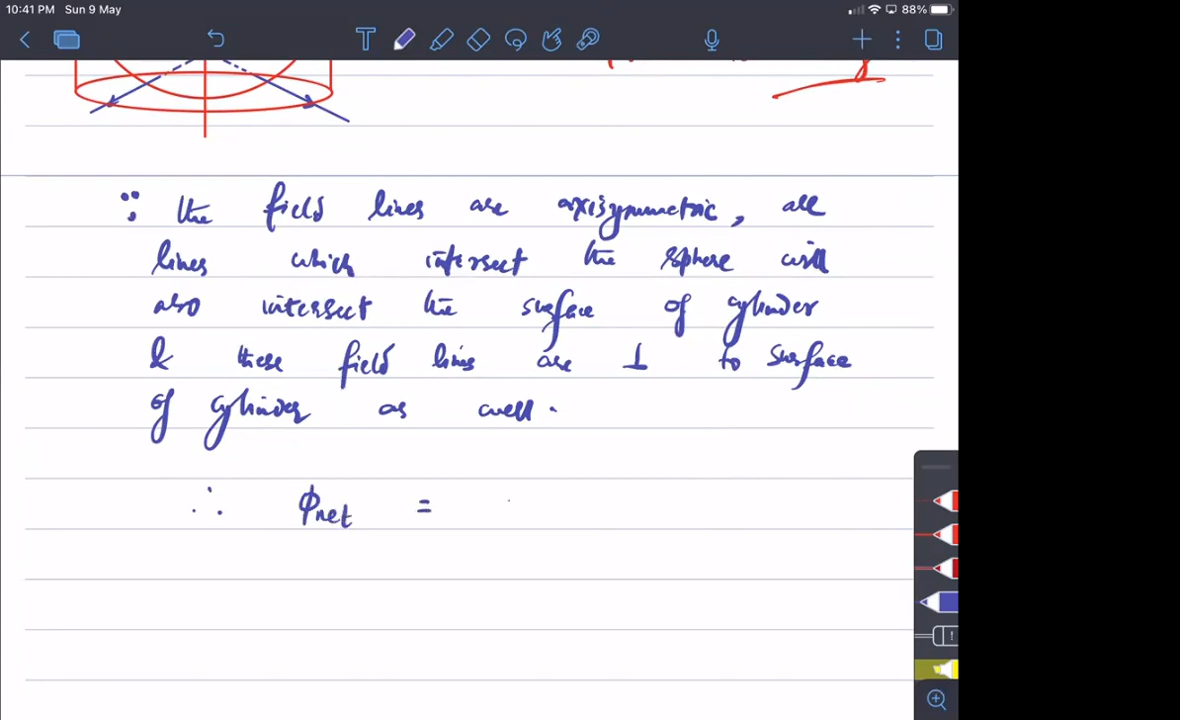 10:41 PM Sun 9 May
88%
∵ the field lines are axisymmetric, all
lines which intersect the sphere will
also intersect the surface of cylinder
& these field lines are ⊥ to surface
of cylinder as well.
∴ ϕnet =